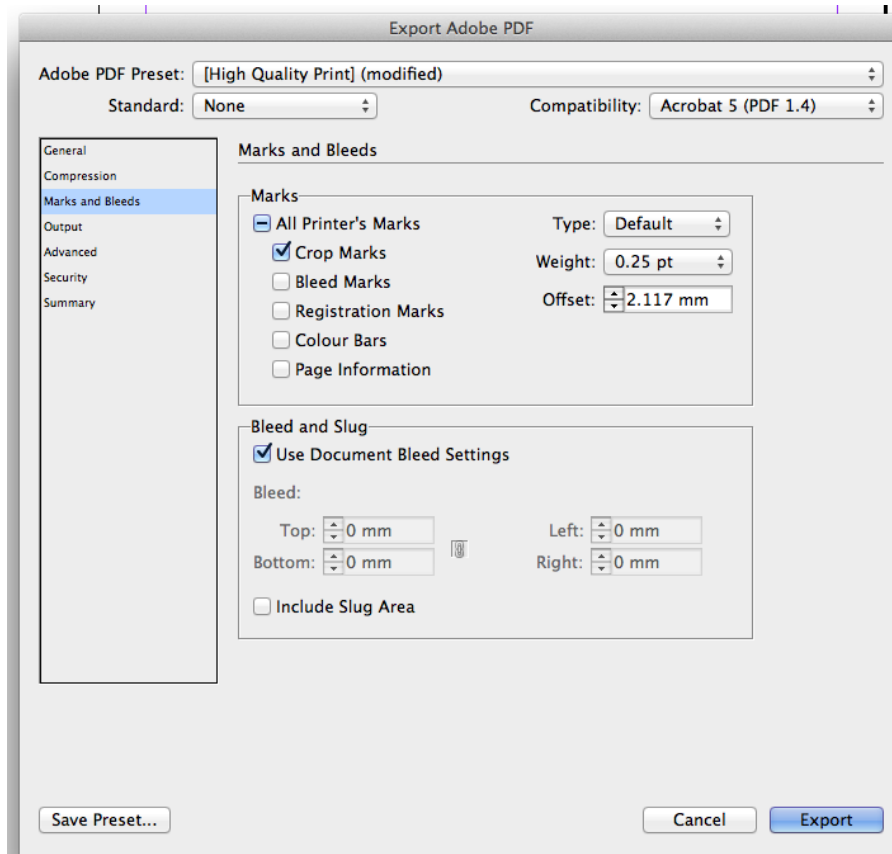 Export Adobe PDF
Adobe PDF Preset: [High Quality Print] (modified)
Standard: None Compatibility: Acrobat 5 (PDF 1.4)
General
Compression
Marks and Bleeds
Output
Advanced
Security
Summary
Marks and Bleeds
Marks
All Printer's Marks Type: Default
Crop Marks Weight: 0.25 pt
Bleed Marks Offset: 2.117 mm
Registration Marks
Colour Bars
Page Information
Bleed and Slug
Use Document Bleed Settings
Bleed:
Top: 0 mm Left: 0 mm
Bottom: 0 mm Right: 0 mm
Include Slug Area
Save Preset... Cancel Export